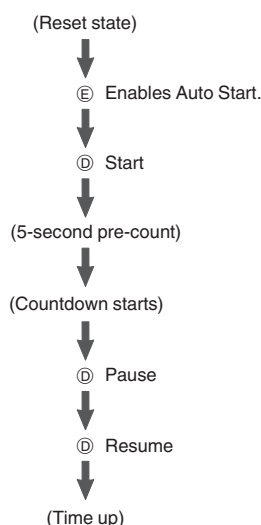 (Reset state)
Ⓔ Enables Auto Start.
Ⓓ Start
(5-second pre-count)
(Countdown starts)
Ⓓ Pause
Ⓓ Resume
(Time up)